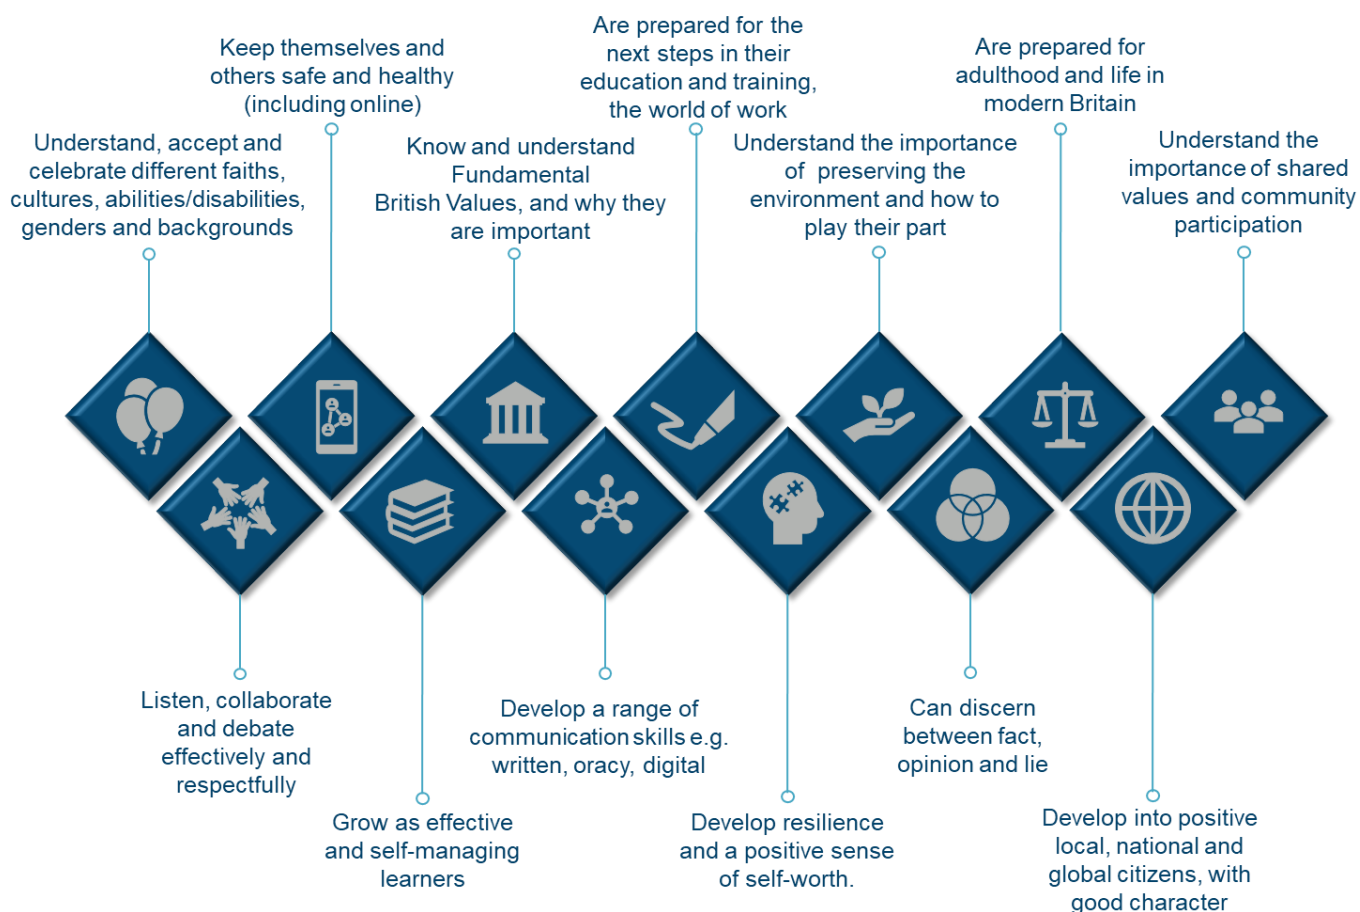 Understand, accept and
celebrate different faiths,
cultures, abilities/disabilities,
genders and backgrounds
Keep themselves and
others safe and healthy
(including online)
Know and understand
Fundamental
British Values, and why they
are important
Are prepared for the
next steps in their
education and training,
the world of work
Understand the importance
of preserving the
environment and how to
play their part
Are prepared for
adulthood and life in
modern Britain
Understand the
importance of shared
values and community
participation
Listen, collaborate
and debate
effectively and
respectfully
Grow as effective
and self-managing
learners
Develop a range of
communication skills e.g.
written, oracy, digital
Develop resilience
and a positive sense
of self-worth.
Can discern
between fact,
opinion and lie
Develop into positive
local, national and
global citizens, with
good character